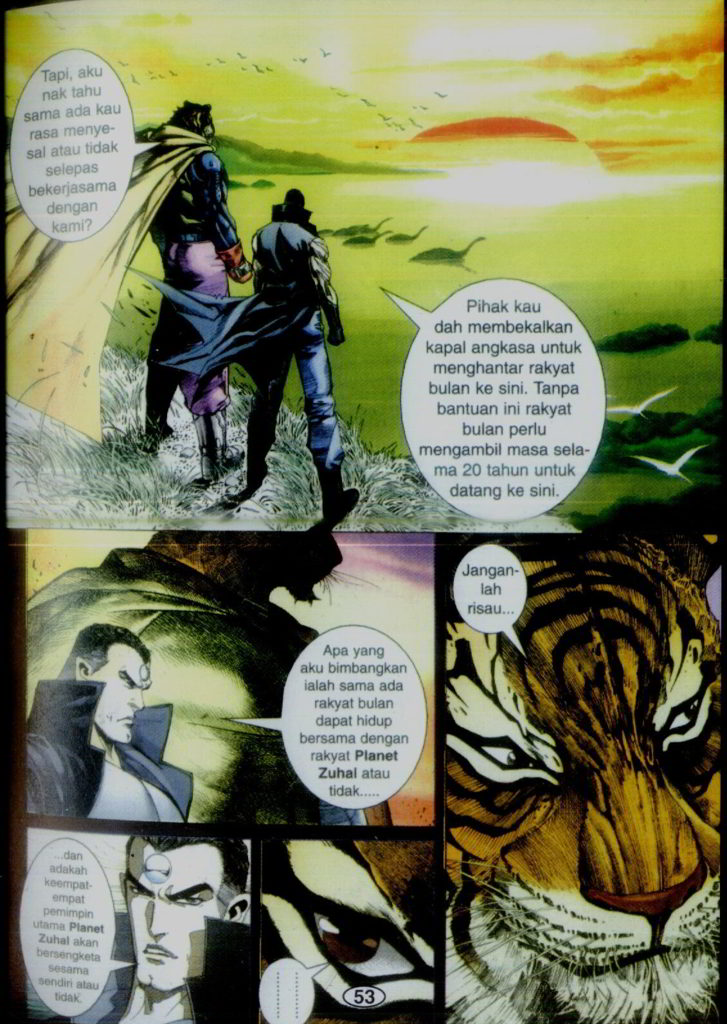 Tapi, aku
nak tahu
sama ada kau
rasa menye-
sal atau tidak
selepas
bekerjasama
dengan
kami?
Pihak kau
dah membekalkan
kapal angkasa untuk
menghantar rakyat
bulan ke sini. Tanpa
bantuan ini rakyat
bulan perlu
mengambil masa sela-
ma 20 tahun untuk
datang ke sini.
Apa yang
aku bimbangkan
ialah sama ada
rakyat bulan
dapat hidup
bersama dengan
rakyat Planet
Zuhal atau
tidak.....
Jangan-
lah
risau...
...dan
adakah
keempat-
empat
pemimpin
utama Planet
Zuhal akan
bersengketa
sesama
sendiri atau
tidak.
53